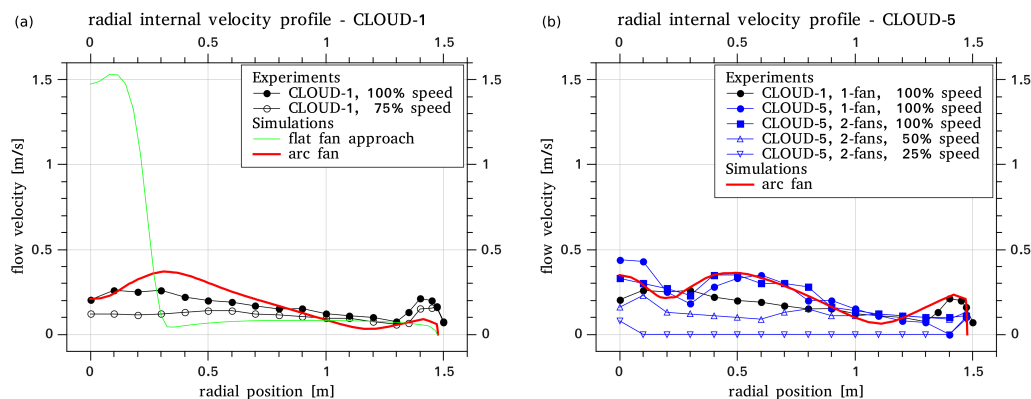 (a) radial internal velocity profile - CLOUD-1
0 0.5 1 1.5
1.5 1.5
1 1
0.5 0.5
0 0
flow velocity [m/s]
Experiments
CLOUD-1, 100% speed
CLOUD-1, 75% speed
Simulations
flat fan approach
arc fan
0 0.5 1 1.5
radial position [m]
(b) radial internal velocity profile - CLOUD-5
0 0.5 1 1.5
1.5 1.5
1 1
0.5 0.5
0 0
flow velocity [m/s]
Experiments
CLOUD-1, 1-fan, 100% speed
CLOUD-5, 1-fan, 100% speed
CLOUD-5, 2-fans, 100% speed
CLOUD-5, 2-fans, 50% speed
CLOUD-5, 2-fans, 25% speed
Simulations
arc fan
0 0.5 1 1.5
radial position [m]